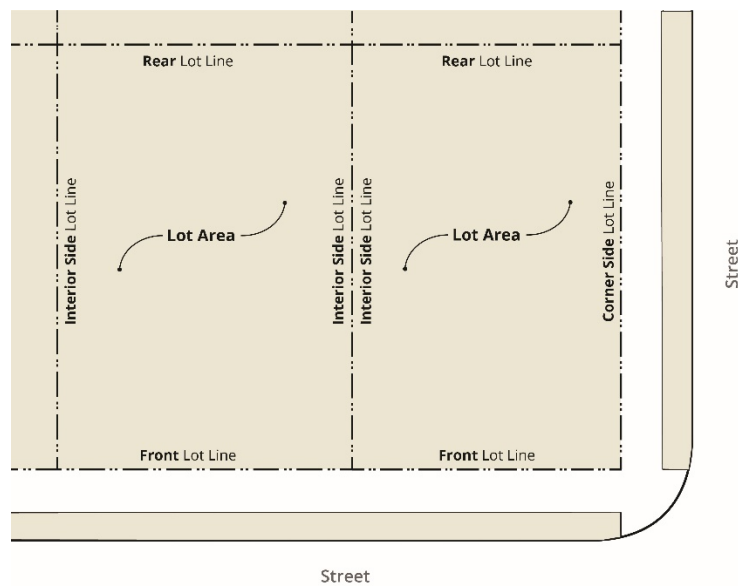 Rear Lot Line
Rear Lot Line
Interior Side Lot Line
Lot Area
Interior Side Lot Line
Interior Side Lot Line
Lot Area
Corner Side Lot Line
Street
Front Lot Line
Front Lot Line
Street